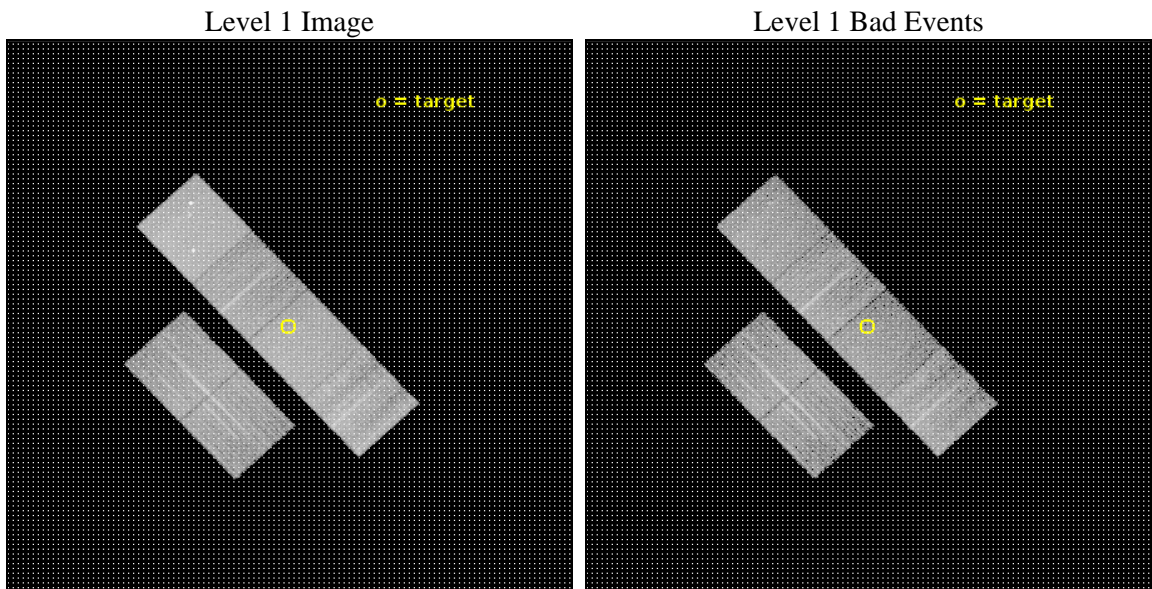 Level 1 Image
Level 1 Bad Events
o = target
o = target